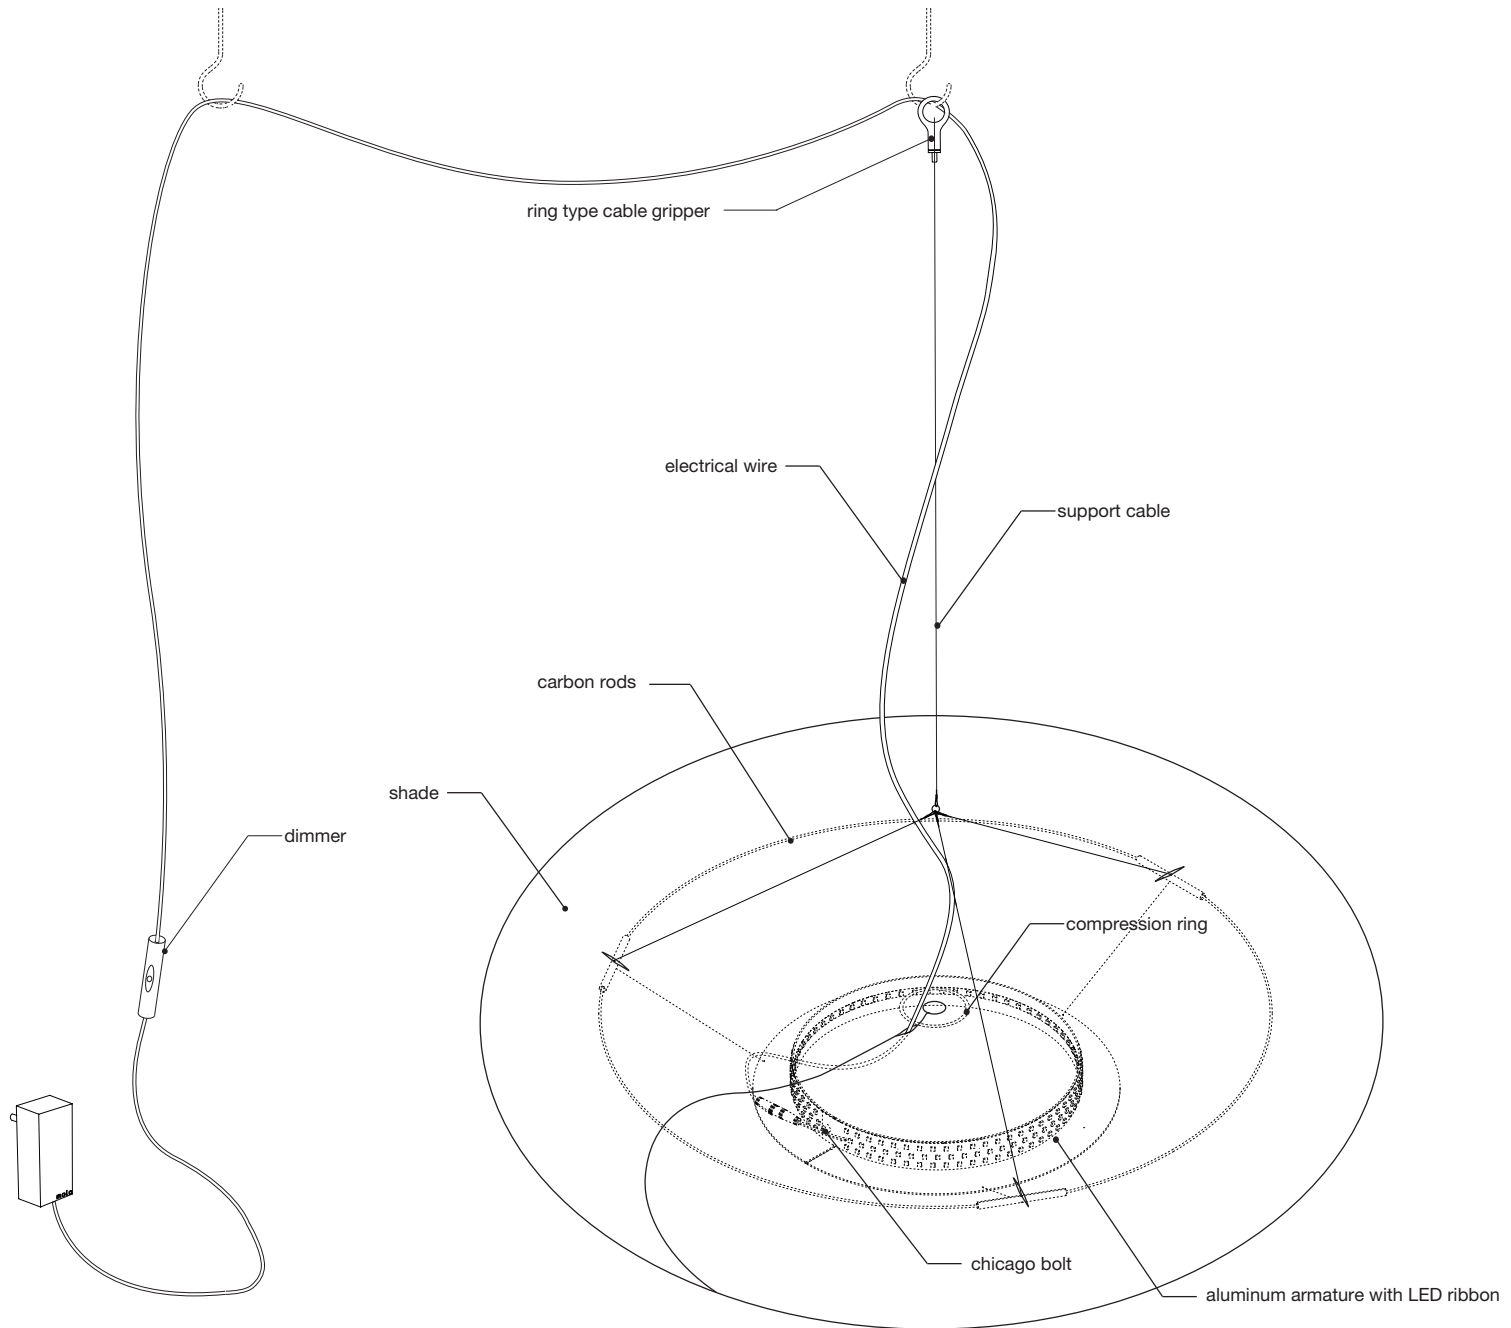 ring type cable gripper
electrical wire
support cable
carbon rods
shade
dimmer
compression ring
molo
chicago bolt
aluminum armature with LED ribbon